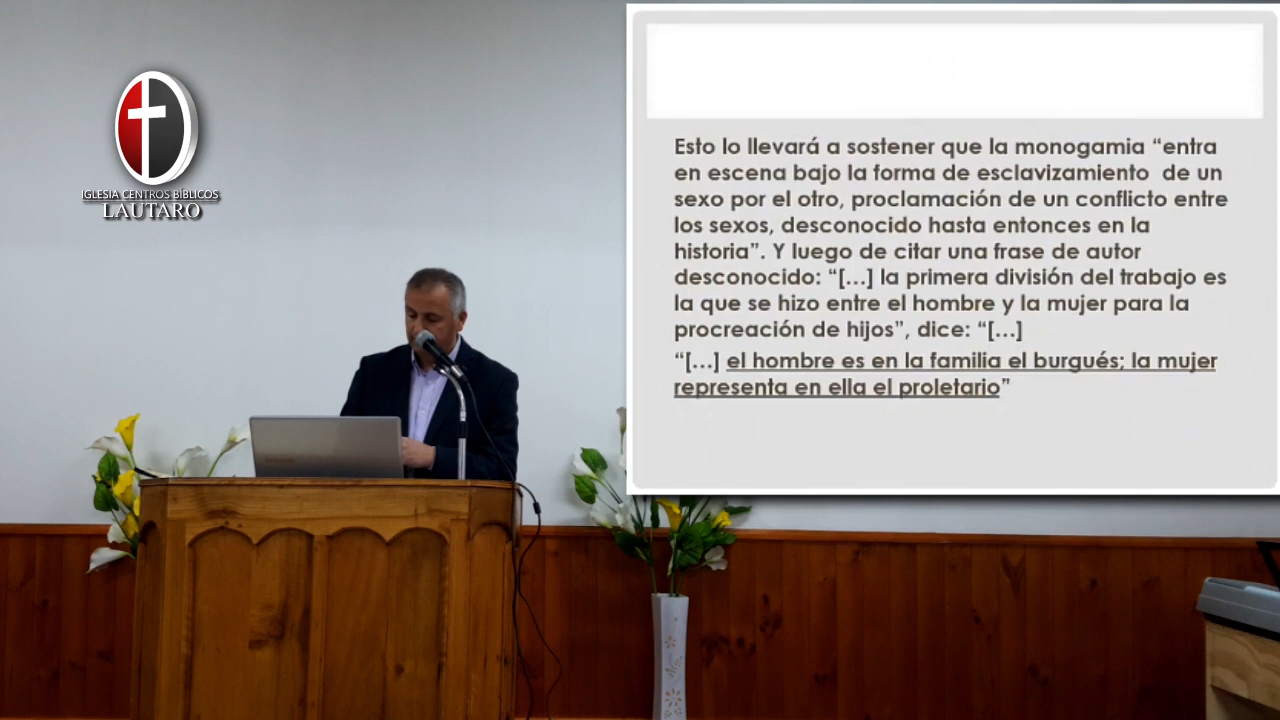 IGLESIA CENTROS BÍBLICOS
LAUTARO
Esto lo llevará a sostener que la monogamia “entra
en escena bajo la forma de esclavizamiento de un
sexo por el otro, proclamación de un conflicto entre
los sexos, desconocido hasta entonces en la
historia”. Y luego de citar una frase de autor
desconocido: “[...] la primera división del trabajo es
la que se hizo entre el hombre y la mujer para la
procreación de hijos”, dice: “[...]
“[...] el hombre es en la familia el burgués; la mujer
representa en ella el proletario”